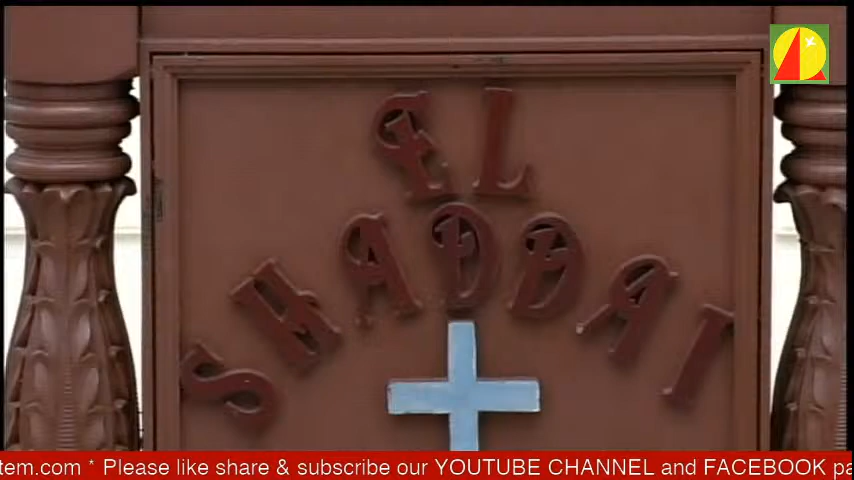 EL
SHADDAI
tem.com * Please like share & subscribe our YOUTUBE CHANNEL and FACEBOOK pa